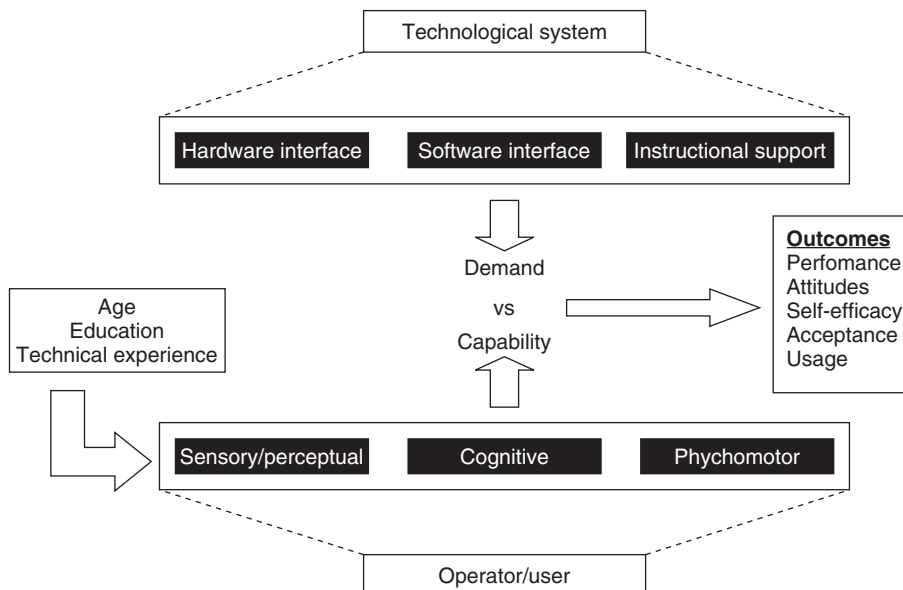 Technological system
Hardware interface
Software interface
Instructional support
Demand
vs
Capability
Outcomes
Perfomance
Attitudes
Self-efficacy
Acceptance
Usage
Age
Education
Technical experience
Sensory/perceptual
Cognitive
Phychomotor
Operator/user